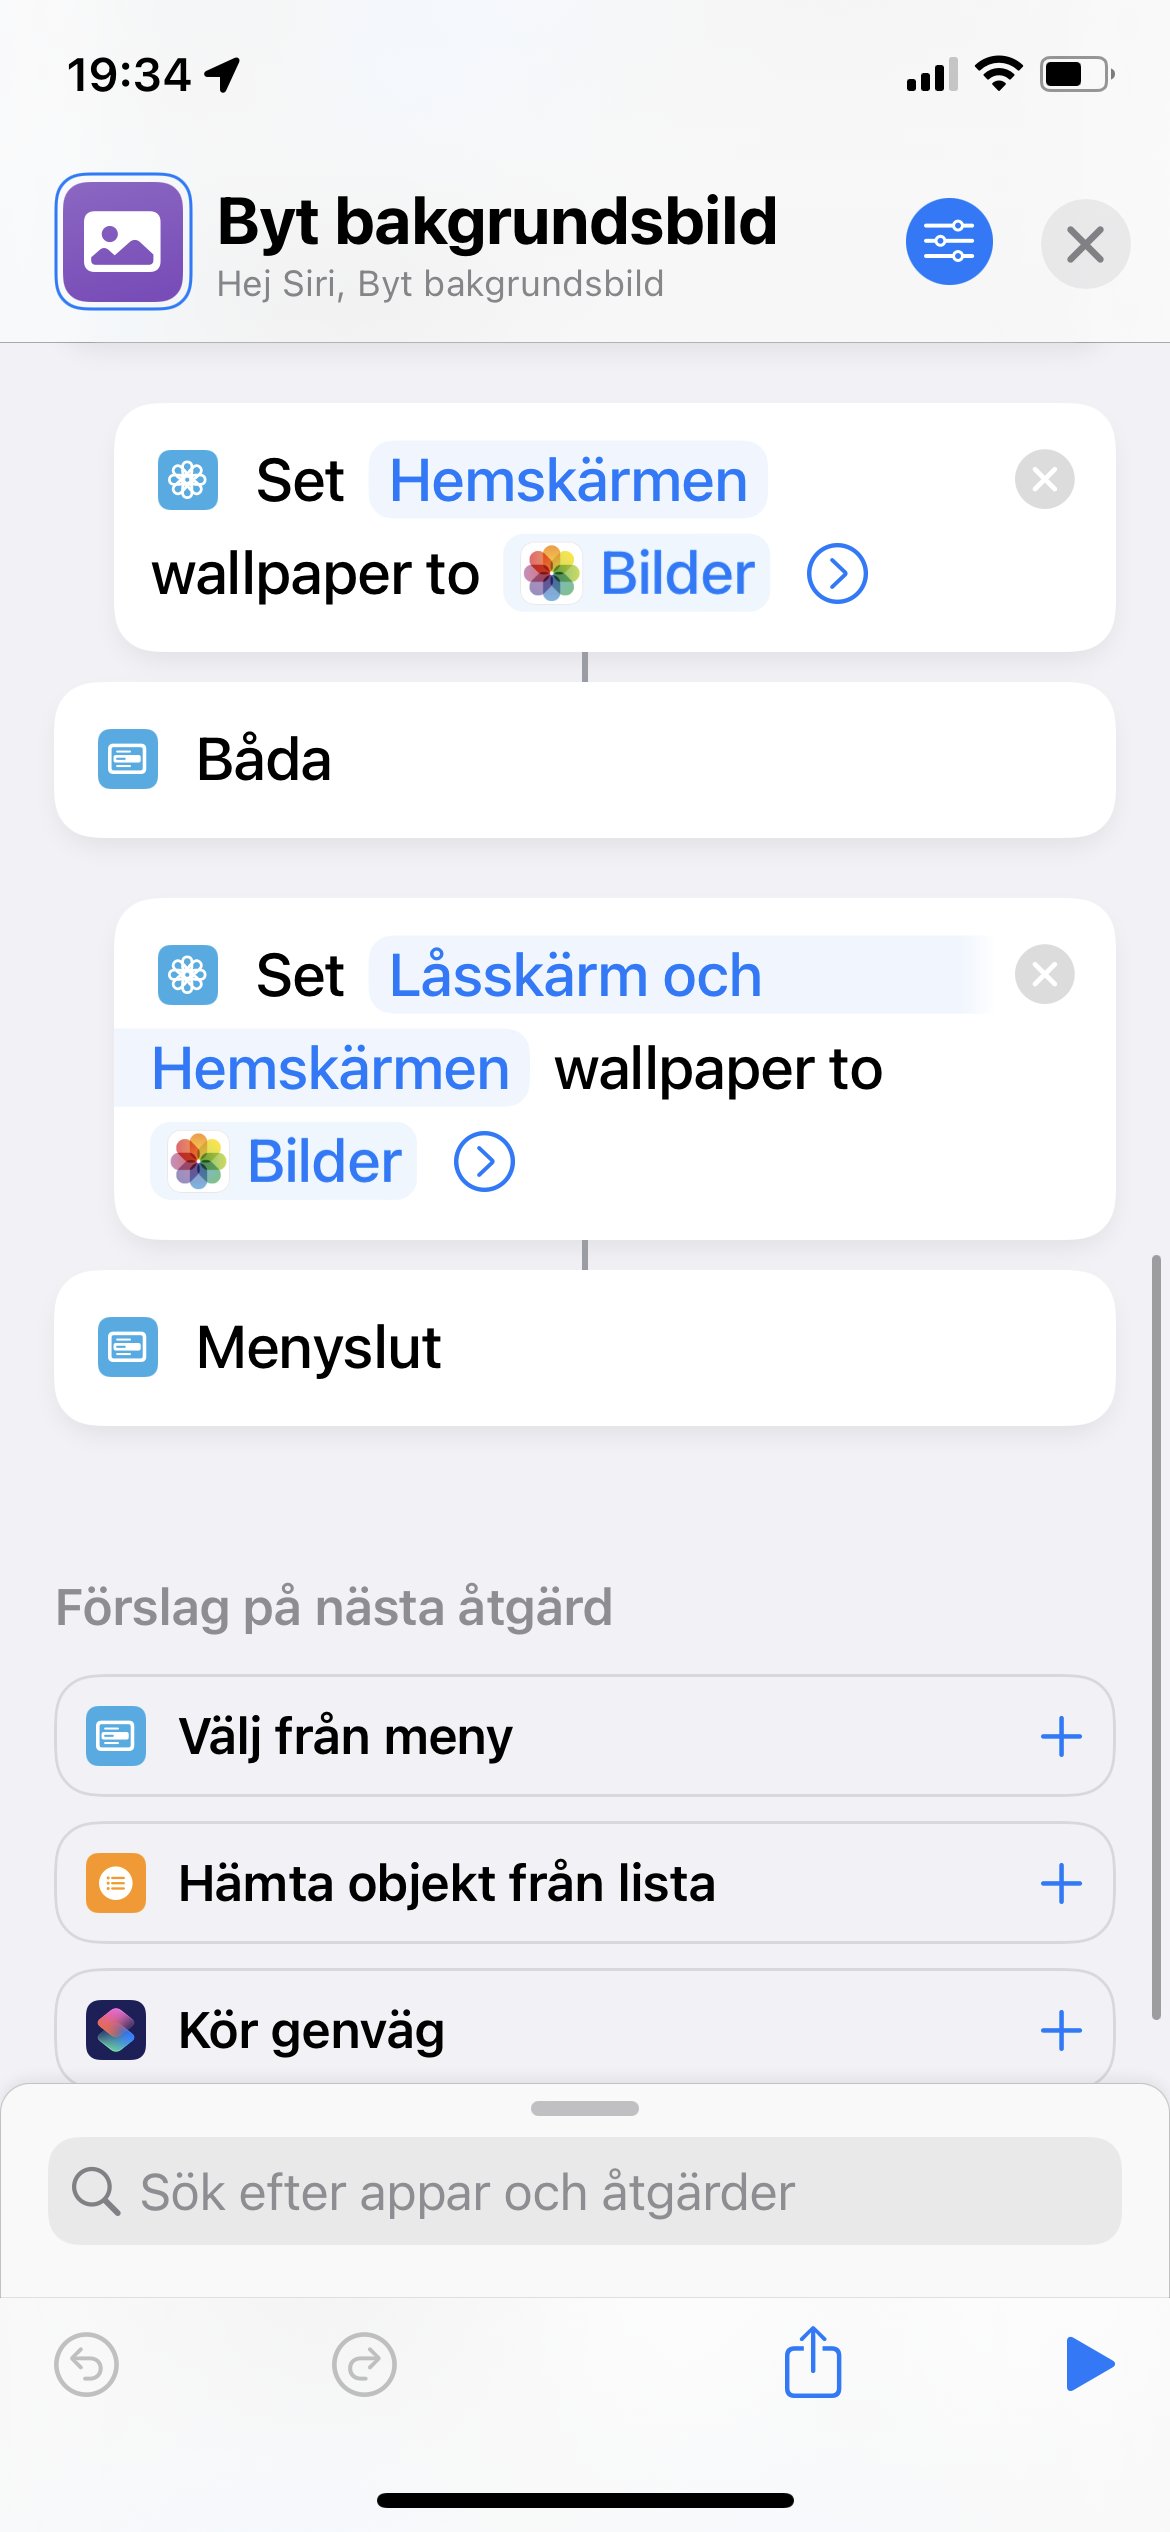 19:34
Byt bakgrundsbild
Hej Siri, Byt bakgrundsbild
Set Hemskärmen
wallpaper to Bilder
Båda
Set Låsskärm och
Hemskärmen wallpaper to
Bilder
Menyslut
Förslag på nästa åtgärd
Välj från meny
Hämta objekt från lista
Kör genväg
Sök efter appar och åtgärder